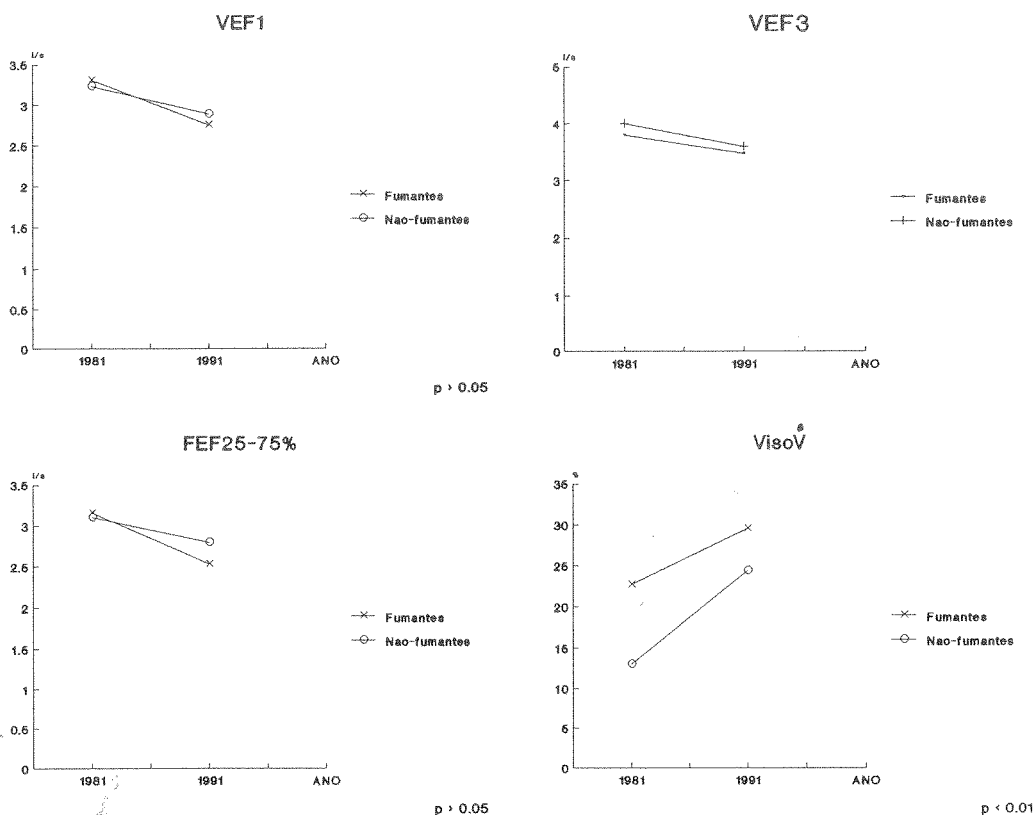 VEF1
l/s
3.5
3
2.5
2
1.5
1
0.5
0
1981 1991 ANO
Fumantes
Nao-fumantes
p > 0.05
VEF3
l/s
5
4
3
2
1
0
1981 1991 ANO
Fumantes
Nao-fumantes
FEF25-75%
l/s
3.5
3
2.5
2
1.5
1
0.5
0
1981 1991 ANO
Fumantes
Nao-fumantes
p > 0.05
VisoV
%
35
30
25
20
15
10
5
0
1981 1991 ANO
Fumantes
Nao-fumantes
p < 0.01